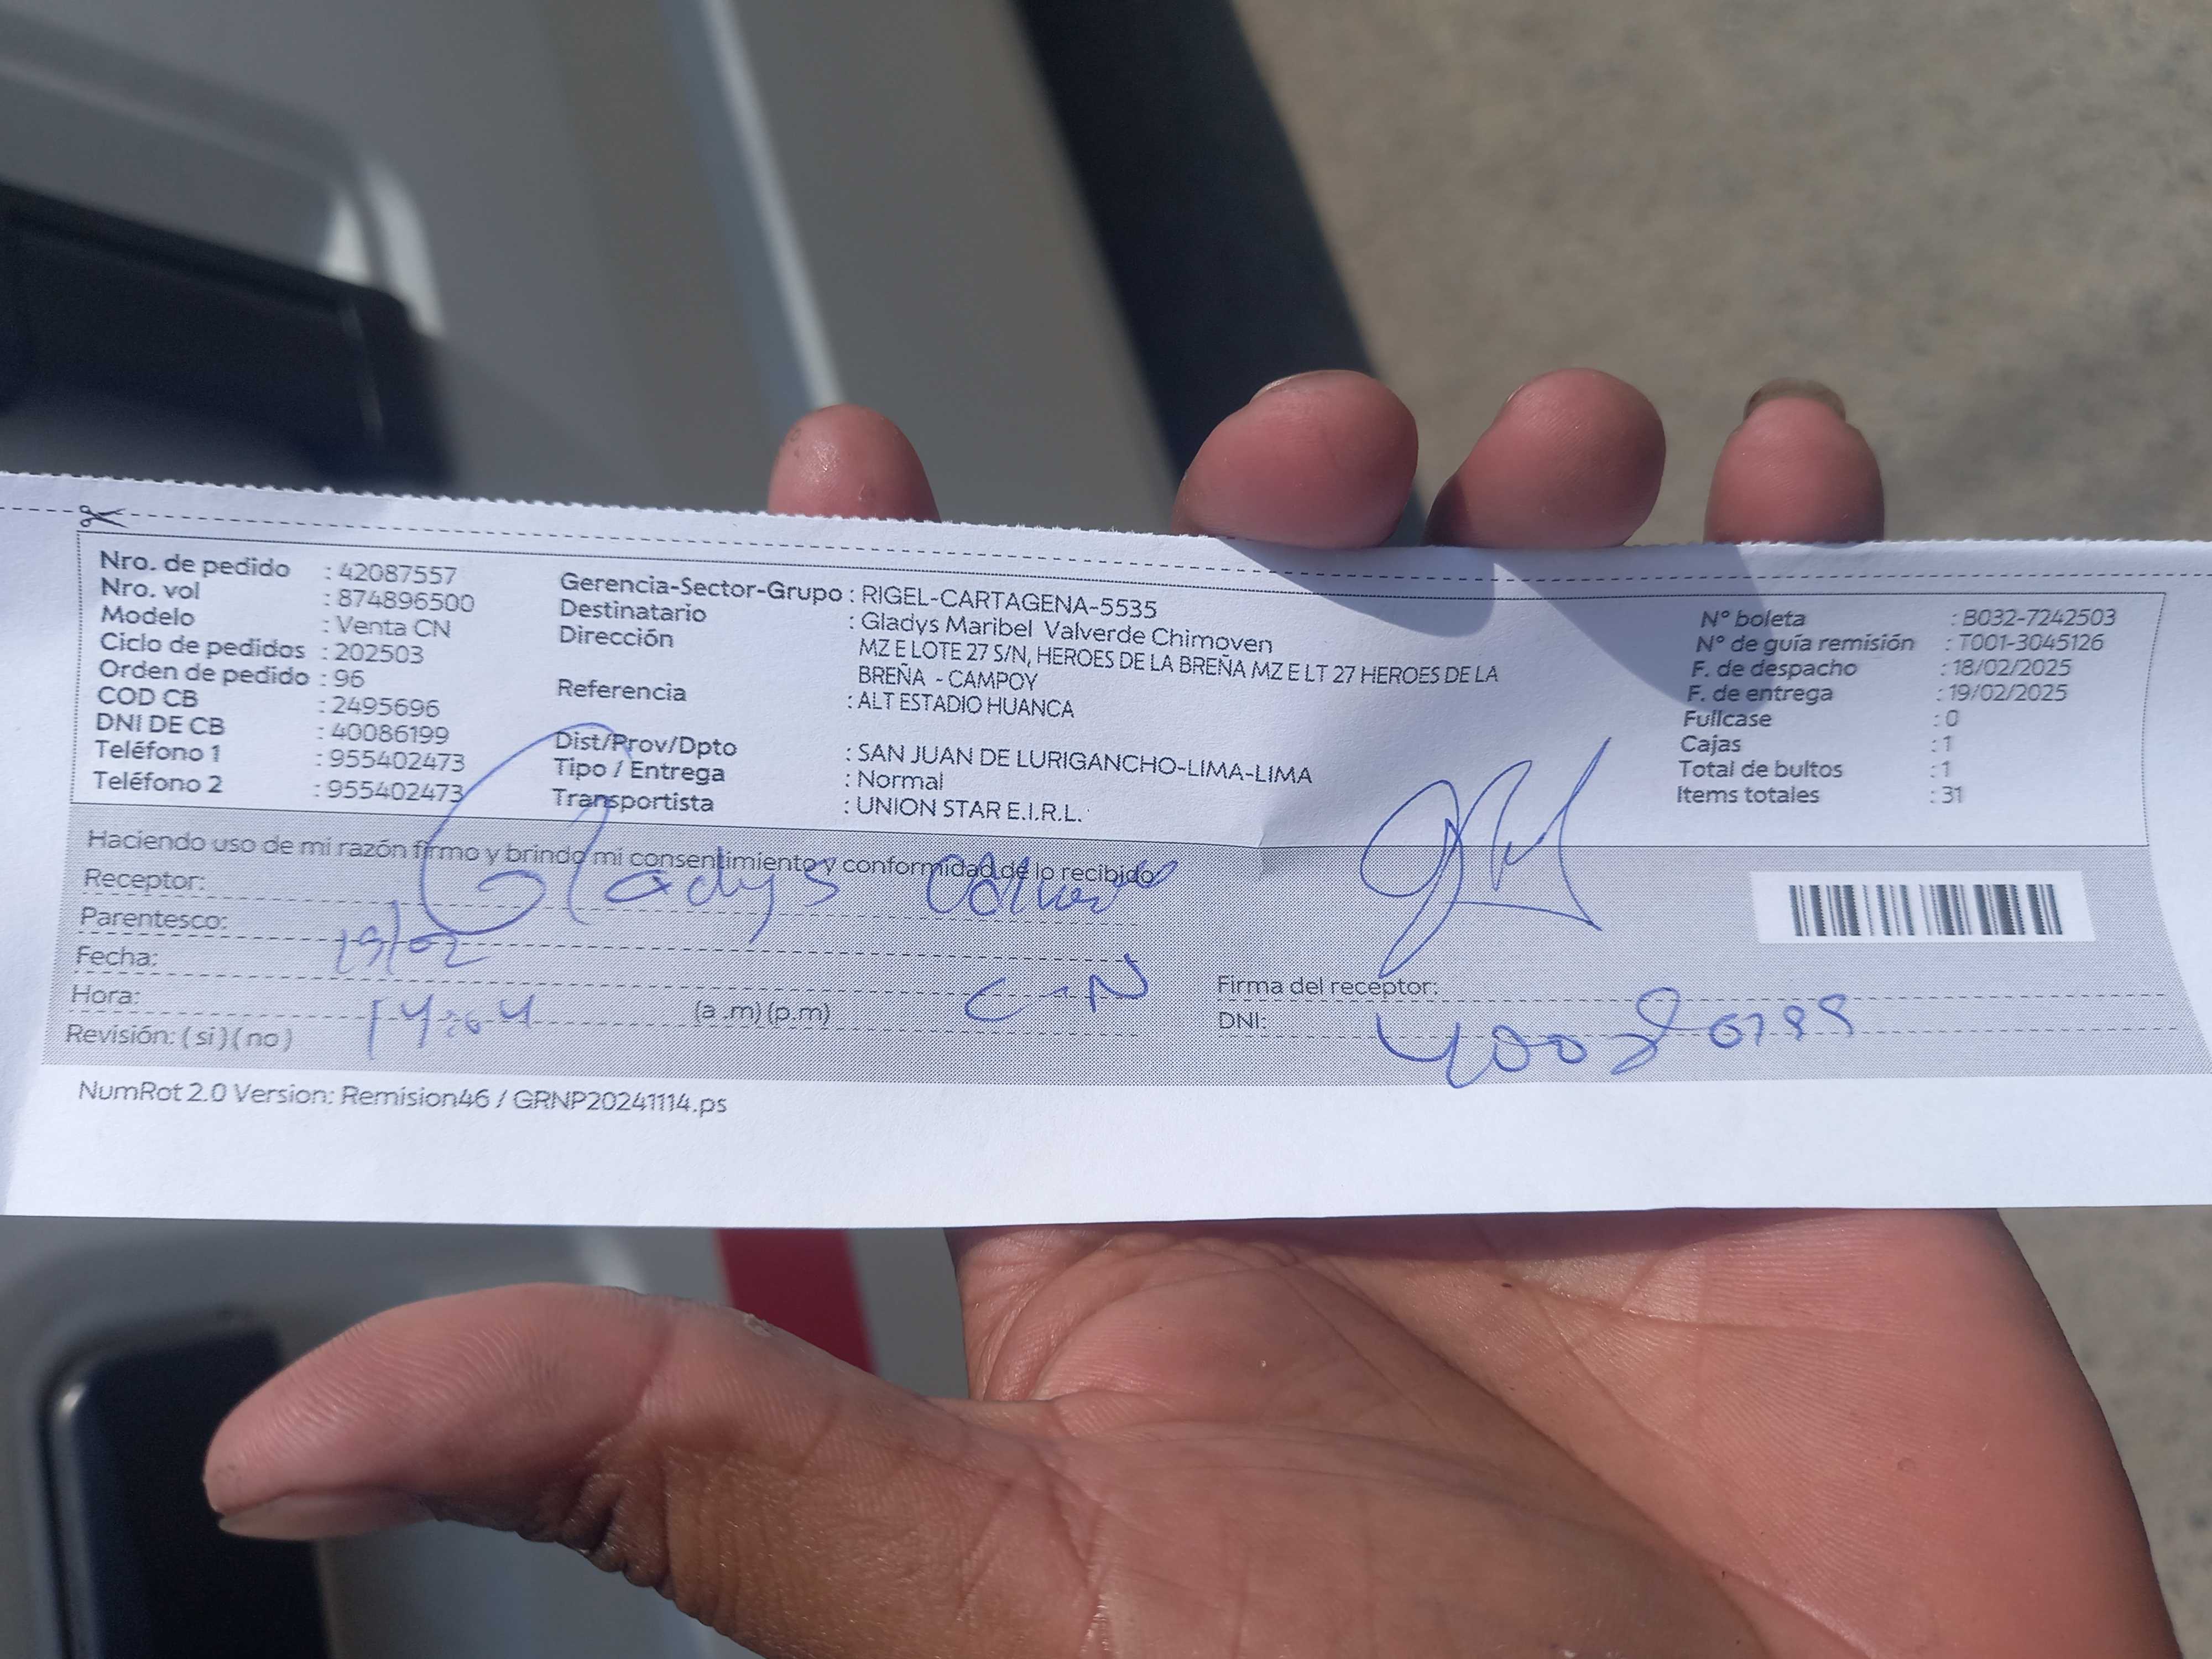 Nro. de pedido : 42087557
Nro. vol : 874896500
Modelo : Venta CN
Ciclo de pedidos : 202503
Orden de pedido : 96
COD CB : 2495696
DNI DE CB : 40086199
Teléfono 1 : 955402473
Teléfono 2 : 955402473
Gerencia-Sector-Grupo : RIGEL-CARTAGENA-5535
Destinatario : Gladys Maribel Valverde Chimoven
Dirección MZ E LOTE 27 S/N, HEROES DE LA BREÑA MZ E LT 27 HEROES DE LA
BREÑA - CAMPOY
Referencia : ALT ESTADIO HUANCA
Dist/Prov/Dpto : SAN JUAN DE LURIGANCHO-LIMA-LIMA
Tipo / Entrega : Normal
Transportista : UNION STAR E.I.R.L.
N° boleta : B032-7242503
N° de guía remisión : T001-3045126
F. de despacho : 18/02/2025
F. de entrega : 19/02/2025
Fullcase : 0
Cajas : 1
Total de bultos : 1
Items totales : 31
Haciendo uso de mi razón firmo y brindo mi consentimiento y conformidad de lo recibido
Receptor: Gladys
Parentesco:
Fecha: 19/02
Hora: (a.m)(p.m) C-N
Revisión: (si)(no)
Firma del receptor:
DNI: 40086199
NumRot 2.0 Version: Remision46 / GRNP20241114.ps